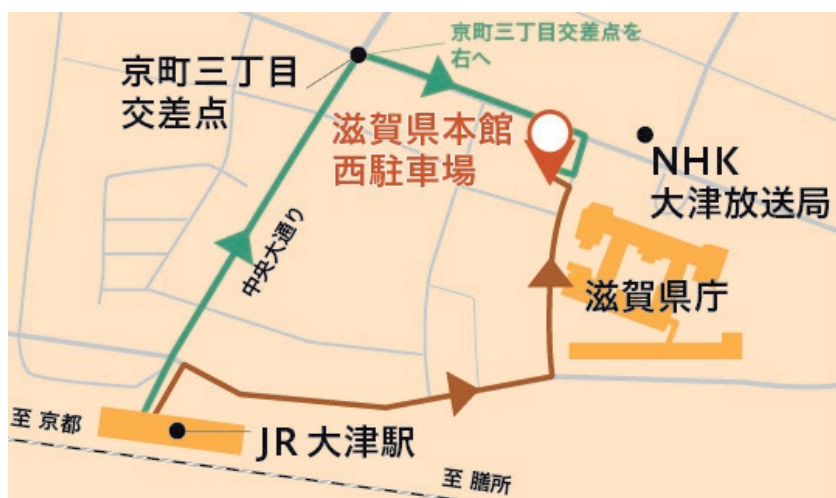 京町三丁目交差点を
右へ
京町三丁目
交差点
滋賀県本館
西駐車場
NHK
大津放送局
中央大通り
滋賀県庁
至 京都
JR 大津駅
至 膳所